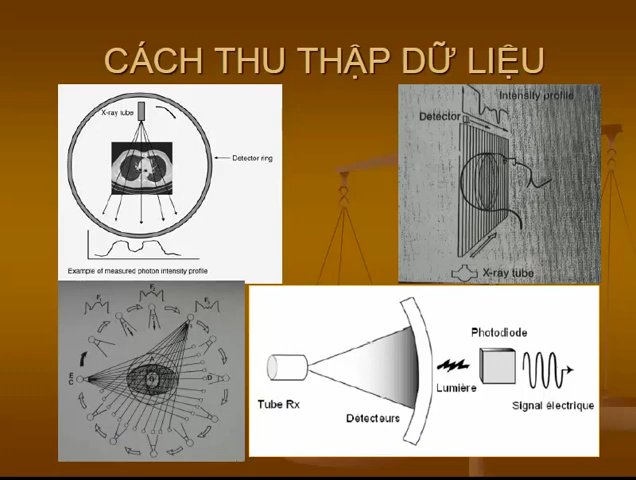 CÁCH THU THẬP DỮ LIỆU
X-ray tube
Detector ring
Example of measured photon intensity profile
Intensity profile
Detector
X-ray tube
Photodiode
Lumière
Tube Rx
Détecteurs
Signal électrique